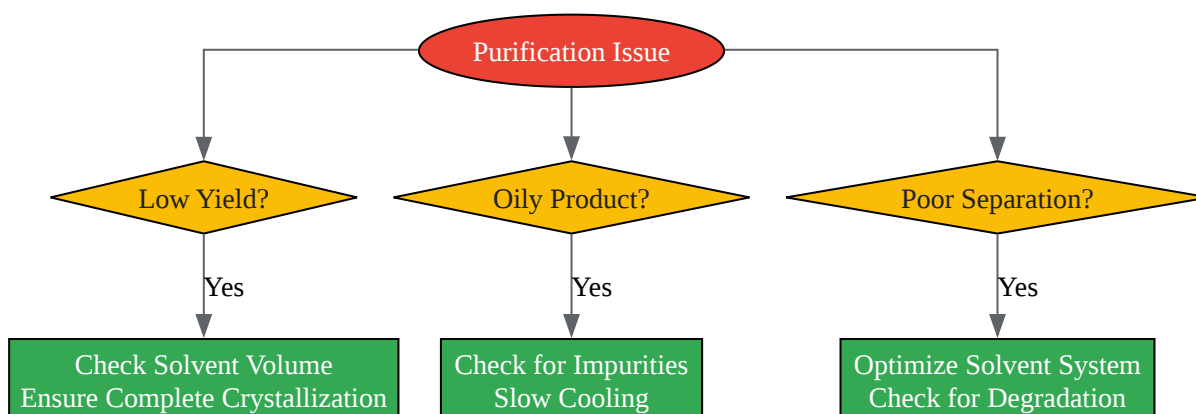 Purification Issue
Low Yield?
Oily Product?
Poor Separation?
Yes
Yes
Yes
Check Solvent Volume
Ensure Complete Crystallization
Check for Impurities
Slow Cooling
Optimize Solvent System
Check for Degradation